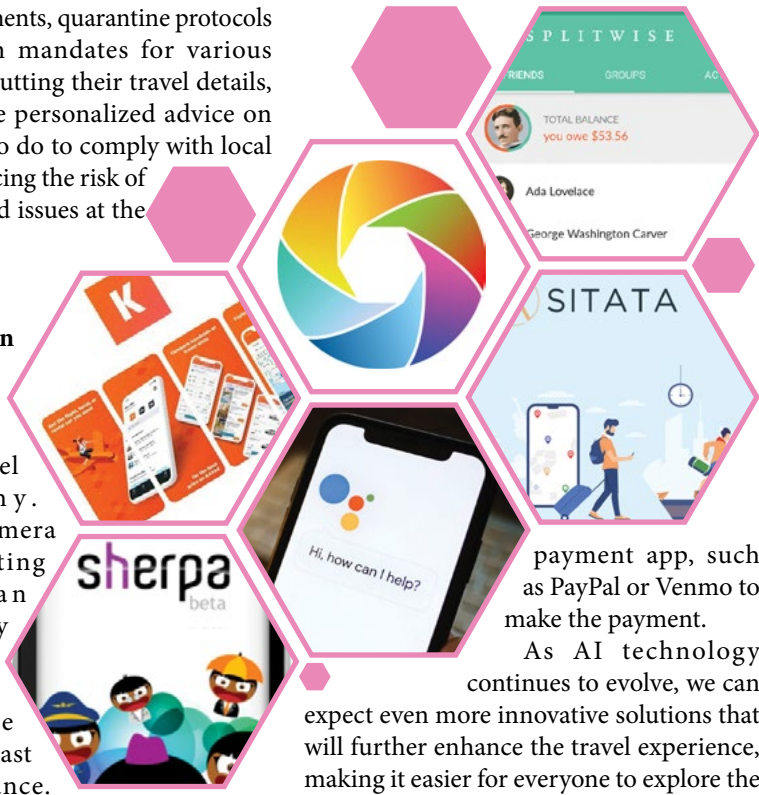 ents, quarantine protocols
mandates for various
utting their travel details,
personalized advice on
o do to comply with local
cing the risk of
d issues at the
SPLITWISE
FRIENDS GROUPS
TOTAL BALANCE
you owe $53.56
Ada Lovelace
George Washington Carver
K
SITATA
n
el
ny.
mera
ting
an
y
e
ast
nce.
Hi, how can I help?
sherpa
beta
payment app, such
as PayPal or Venmo to
make the payment.
As AI technology
continues to evolve, we can
expect even more innovative solutions that
will further enhance the travel experience,
making it easier for everyone to explore the